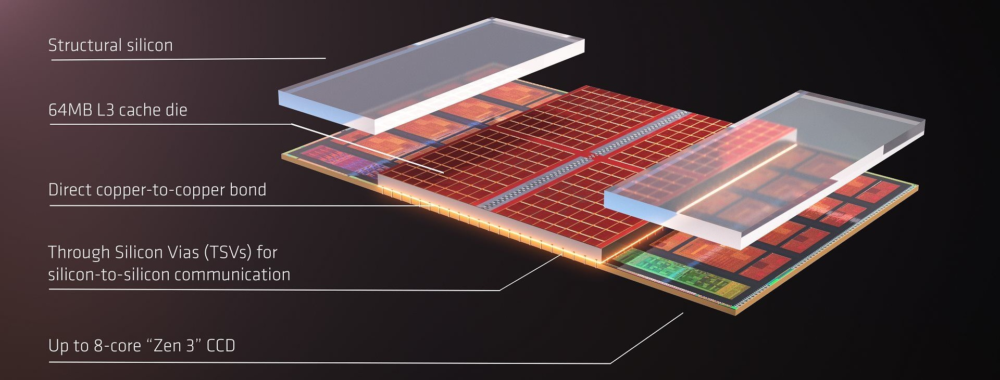 Structural silicon
64MB L3 cache die
Direct copper-to-copper bond
Through Silicon Vias (TSVs) for
silicon-to-silicon communication
Up to 8-core “Zen 3” CCD